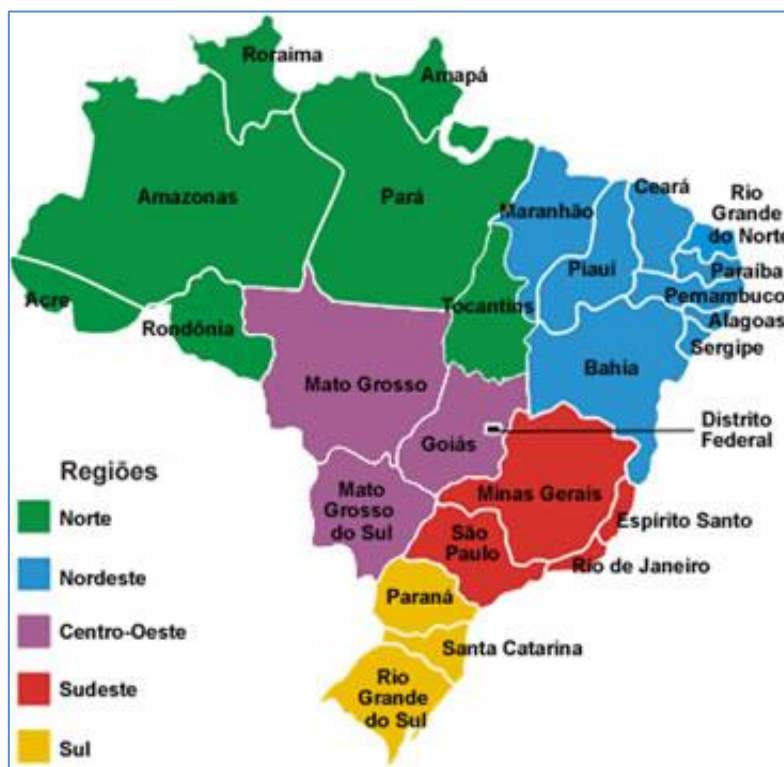 Roraima
Amapá
Amazonas
Pará
Maranhão
Ceará
Rio
Grande
do Norte
Piauí
Paraíba
Pernambuco
Alagoas
Sergipe
Acre
Rondônia
Tocantins
Bahia
Mato Grosso
Goiás
Distrito
Federal
Mato
Grosso
do Sul
Minas Gerais
Espírito Santo
São
Paulo
Rio de Janeiro
Paraná
Santa Catarina
Rio
Grande
do Sul
Regiões
Norte
Nordeste
Centro-Oeste
Sudeste
Sul